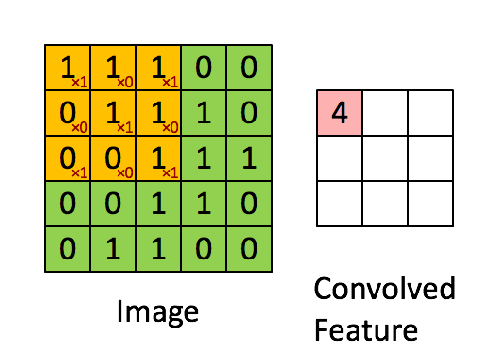 1×1 1×0 1×1 0 0
0×0 1×1 1×0 1 0
0×1 0×0 1×1 1 1
0 0 1 1 0
0 1 1 0 0
Image
4
Convolved
Feature